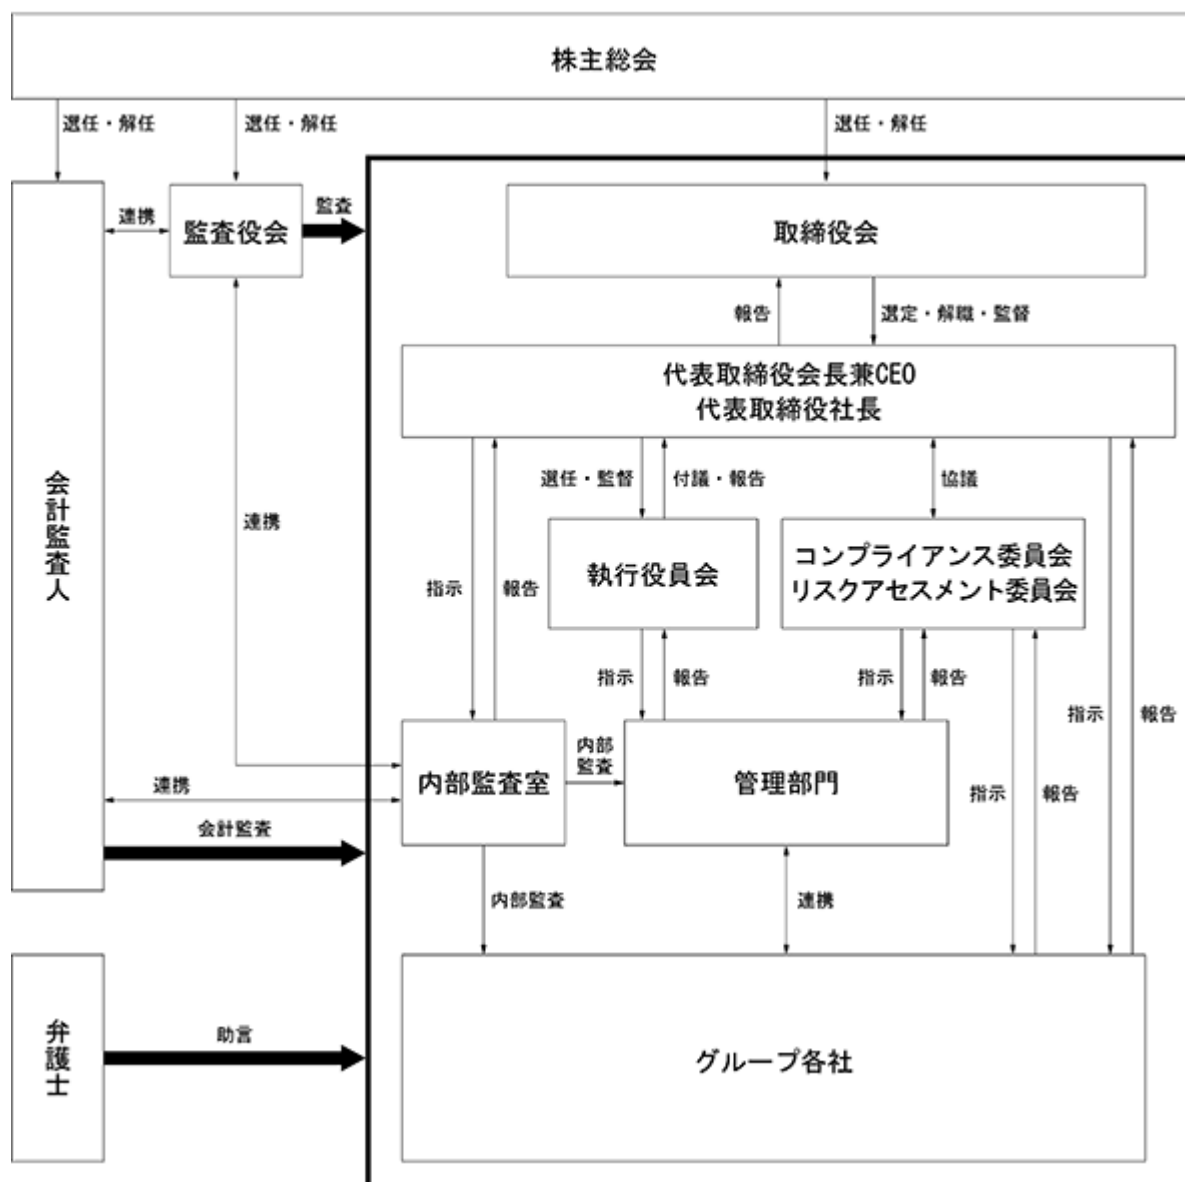 株主総会
選任・解任
選任・解任
選任・解任
連携
監査役会
監査
取締役会
報告
選定・解職・監督
代表取締役会長兼CEO
代表取締役社長
会計監査人
選任・監督
付議・報告
協議
連携
執行役員会
コンプライアンス委員会
リスクアセスメント委員会
指示
報告
指示
報告
指示
報告
指示
報告
内部
監査
内部監査室
管理部門
連携
指示
報告
会計監査
内部監査
連携
弁護士
助言
グループ各社